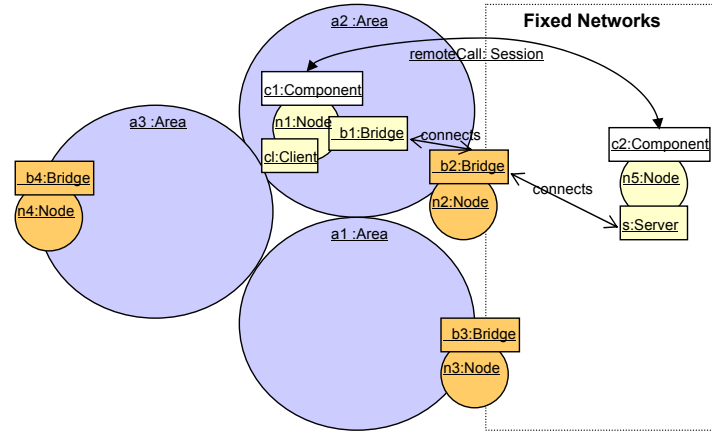 a2 :Area
Fixed Networks
remoteCall: Session
c1:Component
a3 :Area
n1:Node
b1:Bridge
connects
c2:Component
cl:Client
b4:Bridge
b2:Bridge
n5:Node
connects
n4:Node
n2:Node
s:Server
a1 :Area
b3:Bridge
n3:Node